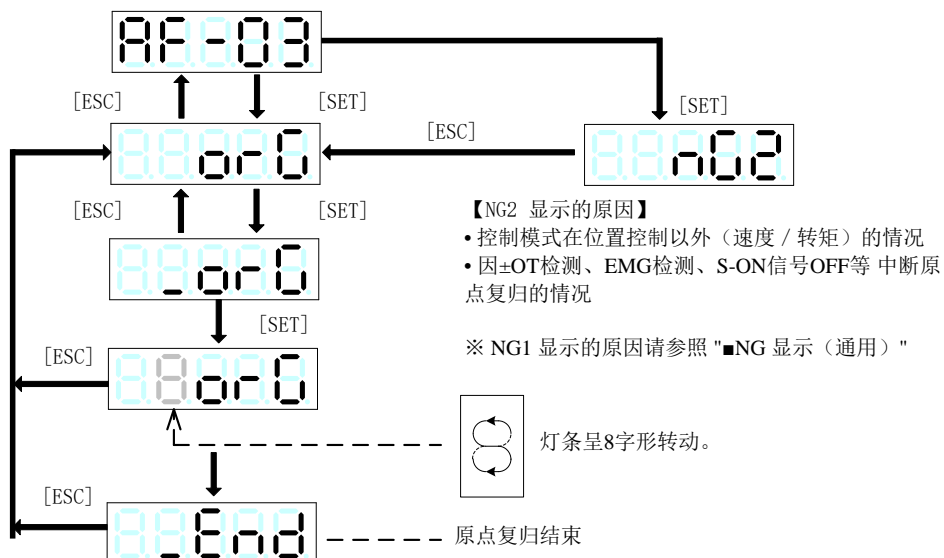 AF-03
[ESC]
[SET]
[SET]
orG
[ESC]
nG2
[ESC]
[SET]
【NG2 显示的原因】
• 控制模式在位置控制以外（速度／转矩）的情况
• 因±OT检测、EMG检测、S-ON信号OFF等 中断原
点复归的情况
_orG
[SET]
※ NG1 显示的原因请参照 "■NG 显示（通用）"
[ESC]
orG
灯条呈8字形转动。
[ESC]
_End
原点复归结束